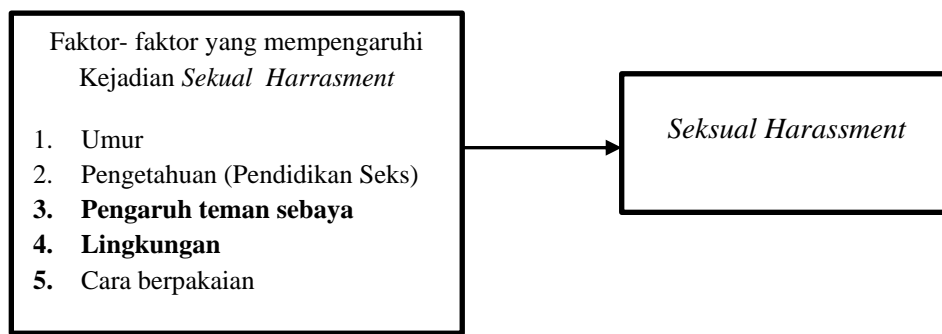 Faktor- faktor yang mempengaruhi
Kejadian Sekual Harrasment
1. Umur
2. Pengetahuan (Pendidikan Seks)
3. Pengaruh teman sebaya
4. Lingkungan
5. Cara berpakaian
Seksual Harassment